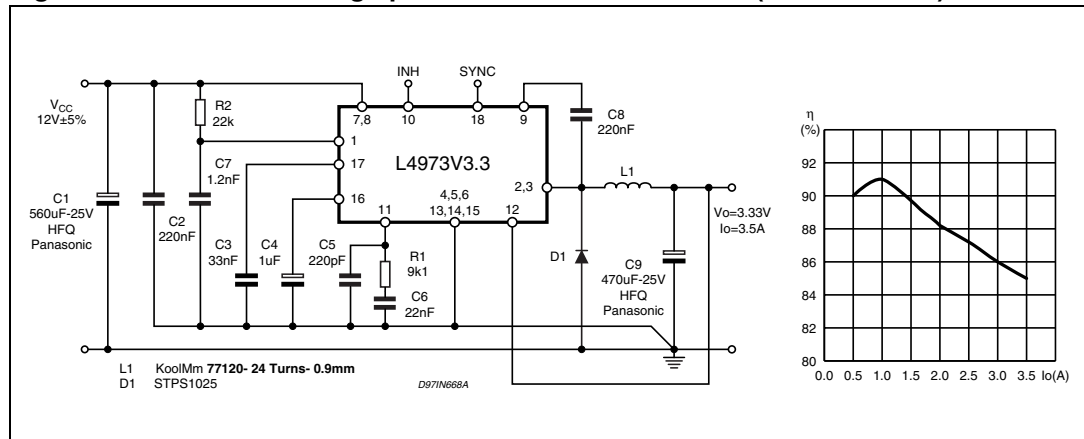 INH
SYNC
VCC
12V±5%
R2
22k
7,8
10
18
9
C8
220nF
1
17
16
L4973V3.3
2,3
L1
C7
1.2nF
C1
560uF-25V
HFQ
Panasonic
C2
220nF
C3
33nF
C4
1uF
C5
220pF
11
4,5,6
13,14,15
12
R1
9k1
C6
22nF
D1
C9
470uF-25V
HFQ
Panasonic
Vo=3.33V
Io=3.5A
L1 KoolMm 77120- 24 Turns- 0.9mm
D1 STPS1025
D97IN668A
η
(%)
92
90
88
86
84
82
80
0.0 0.5 1.0 1.5 2.0 2.5 3.0 3.5 Io(A)